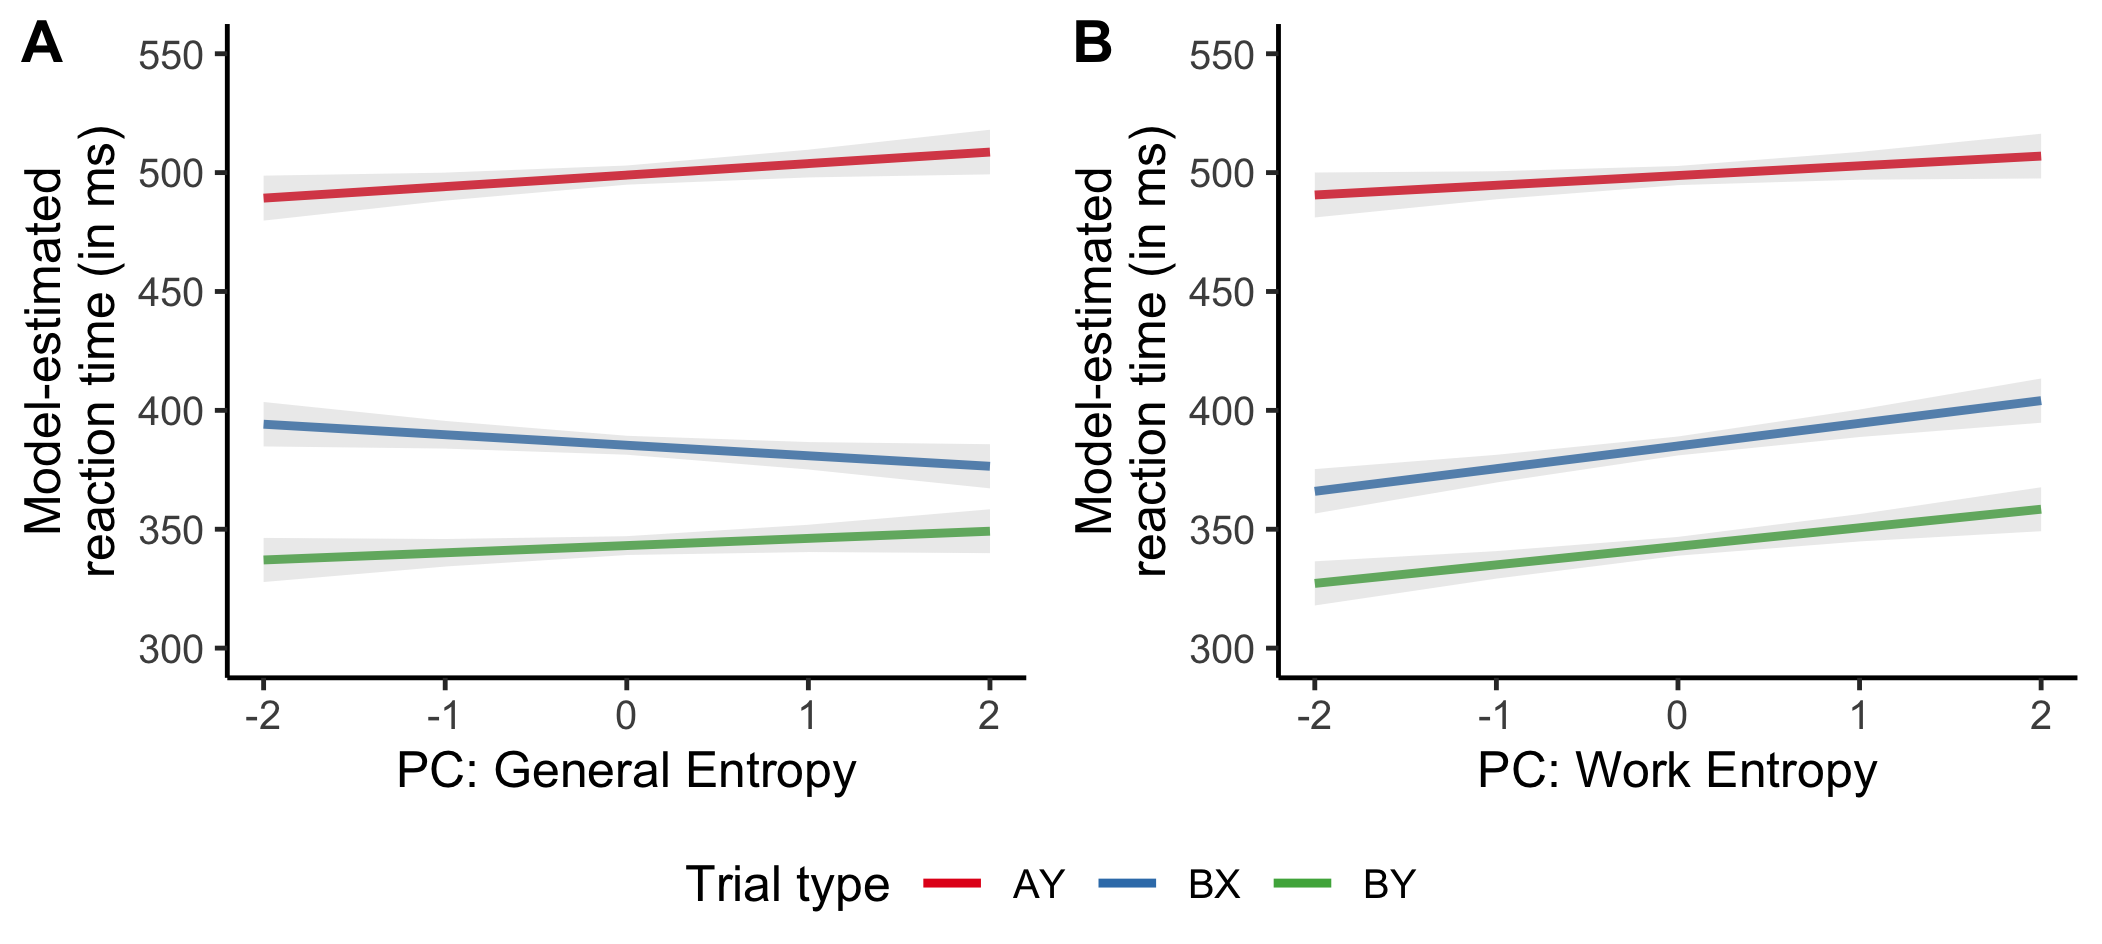 A
550
500
450
400
350
300
Model-estimated
reaction time (in ms)
-2 -1 0 1 2
PC: General Entropy
B
550
500
450
400
350
300
Model-estimated
reaction time (in ms)
-2 -1 0 1 2
PC: Work Entropy
Trial type AY BX BY